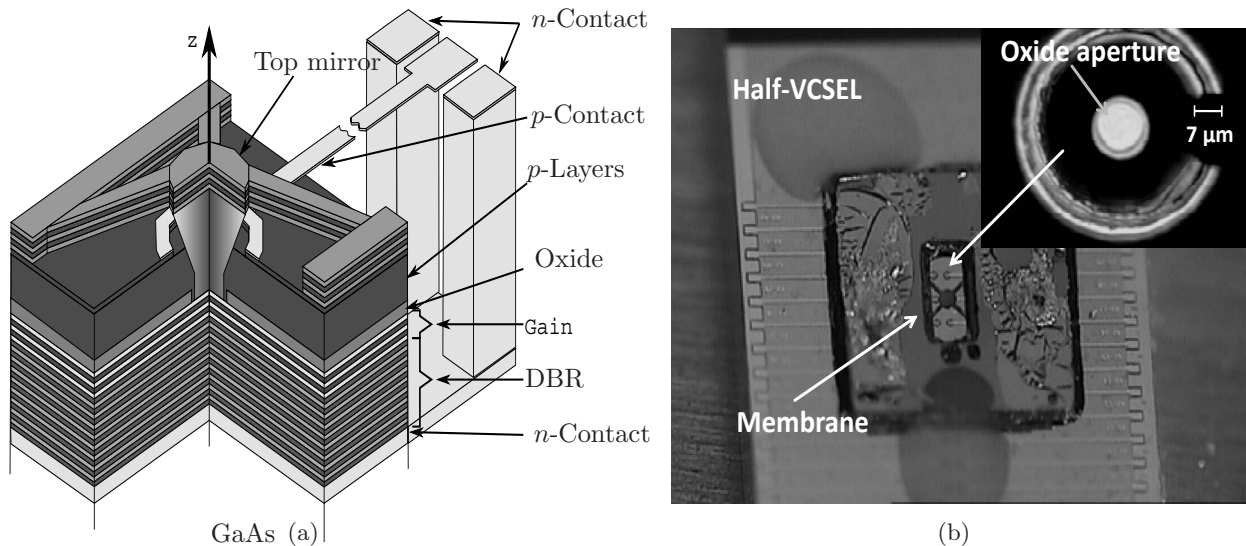 n-Contact
z
Top mirror
p-Contact
p-Layers
Oxide
Gain
DBR
n-Contact
GaAs (a)
Oxide aperture
Half-VCSEL
7 µm
Membrane
(b)